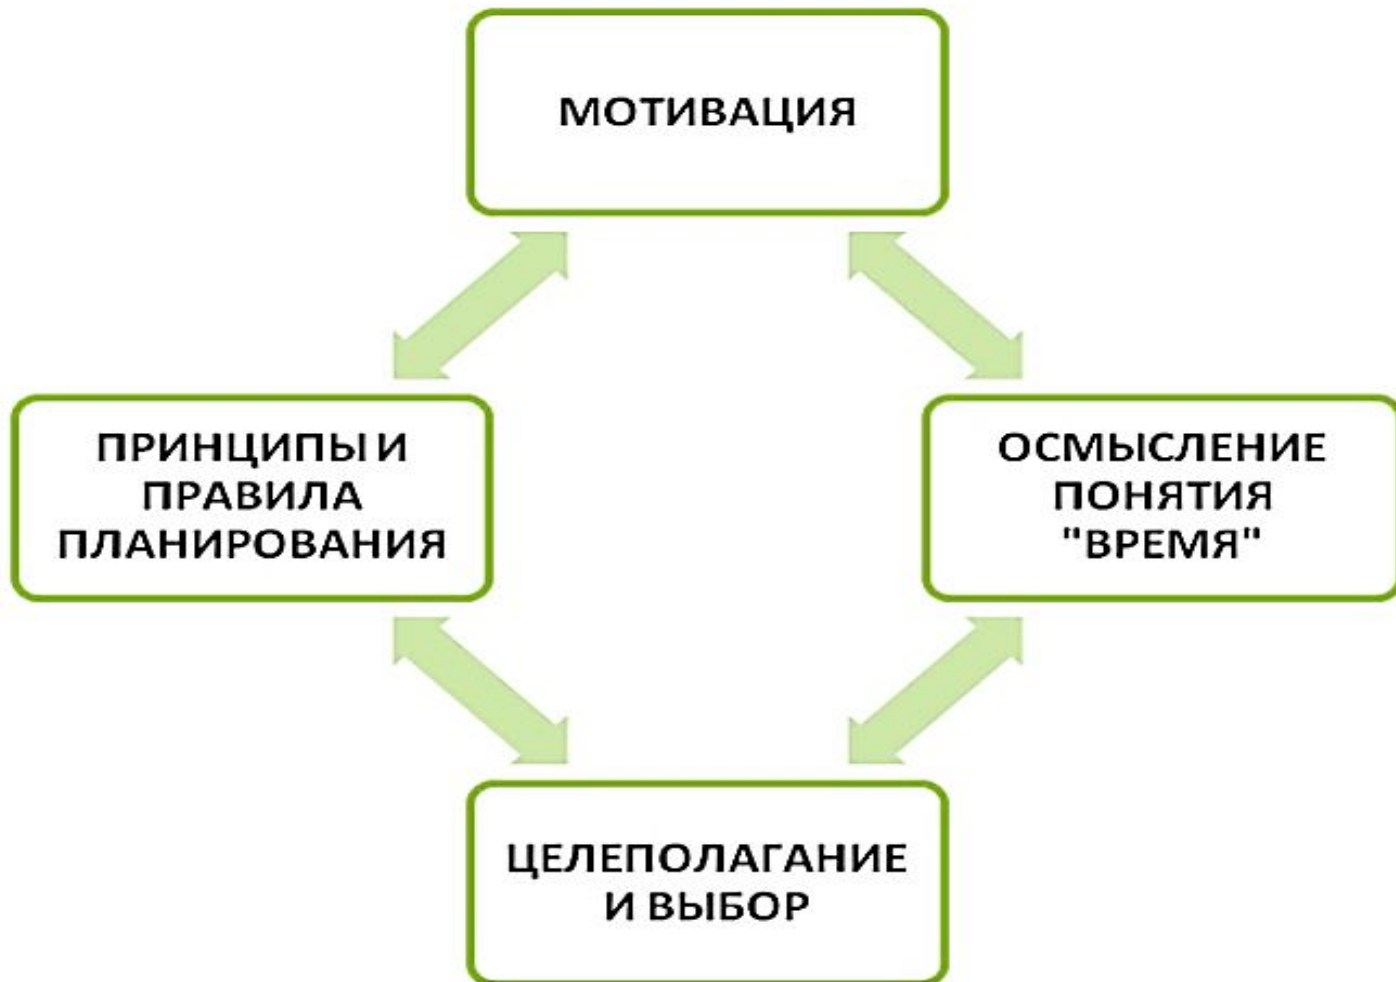 МОТИВАЦИЯ
ПРИНЦИПЫ И
ПРАВИЛА
ПЛАНИРОВАНИЯ
ОСМЫСЛЕНИЕ
ПОНЯТИЯ
"ВРЕМЯ"
ЦЕЛЕПОЛАГАНИЕ
И ВЫБОР